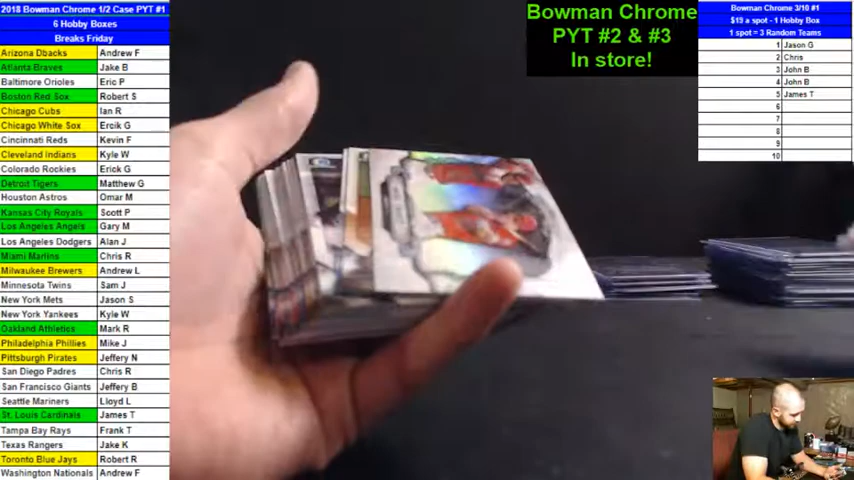 2018 Bowman Chrome 1/2 Case PYT #1
6 Hobby Boxes
Breaks Friday
Arizona Dbacks Andrew F
Atlanta Braves Jake B
Baltimore Orioles Eric P
Boston Red Sox Robert S
Chicago Cubs Ian R
Chicago White Sox Ercik G
Cincinnati Reds Kevin F
Cleveland Indians Kyle W
Colorado Rockies Erick G
Detroit Tigers Matthew G
Houston Astros Omar M
Kansas City Royals Scott P
Los Angeles Angels Gary M
Los Angeles Dodgers Alan J
Miami Marlins Chris R
Milwaukee Brewers Andrew L
Minnesota Twins Sam J
New York Mets Jason S
New York Yankees Kyle W
Oakland Athletics Mark R
Philadelphia Phillies Mike J
Pittsburgh Pirates Jeffery N
San Diego Padres Chris R
San Francisco Giants Jeffery B
Seattle Mariners Lloyd L
St. Louis Cardinals James T
Tampa Bay Rays Frank T
Texas Rangers Jake K
Toronto Blue Jays Robert R
Washington Nationals Andrew F
Bowman Chrome
PYT #2 & #3
In store!
Bowman Chrome 3/10 #1
$19 a spot - 1 Hobby Box
1 spot = 3 Random Teams
1 Jason G
2 Chris
3 John B
4 John B
5 James T
6
7
8
9
10